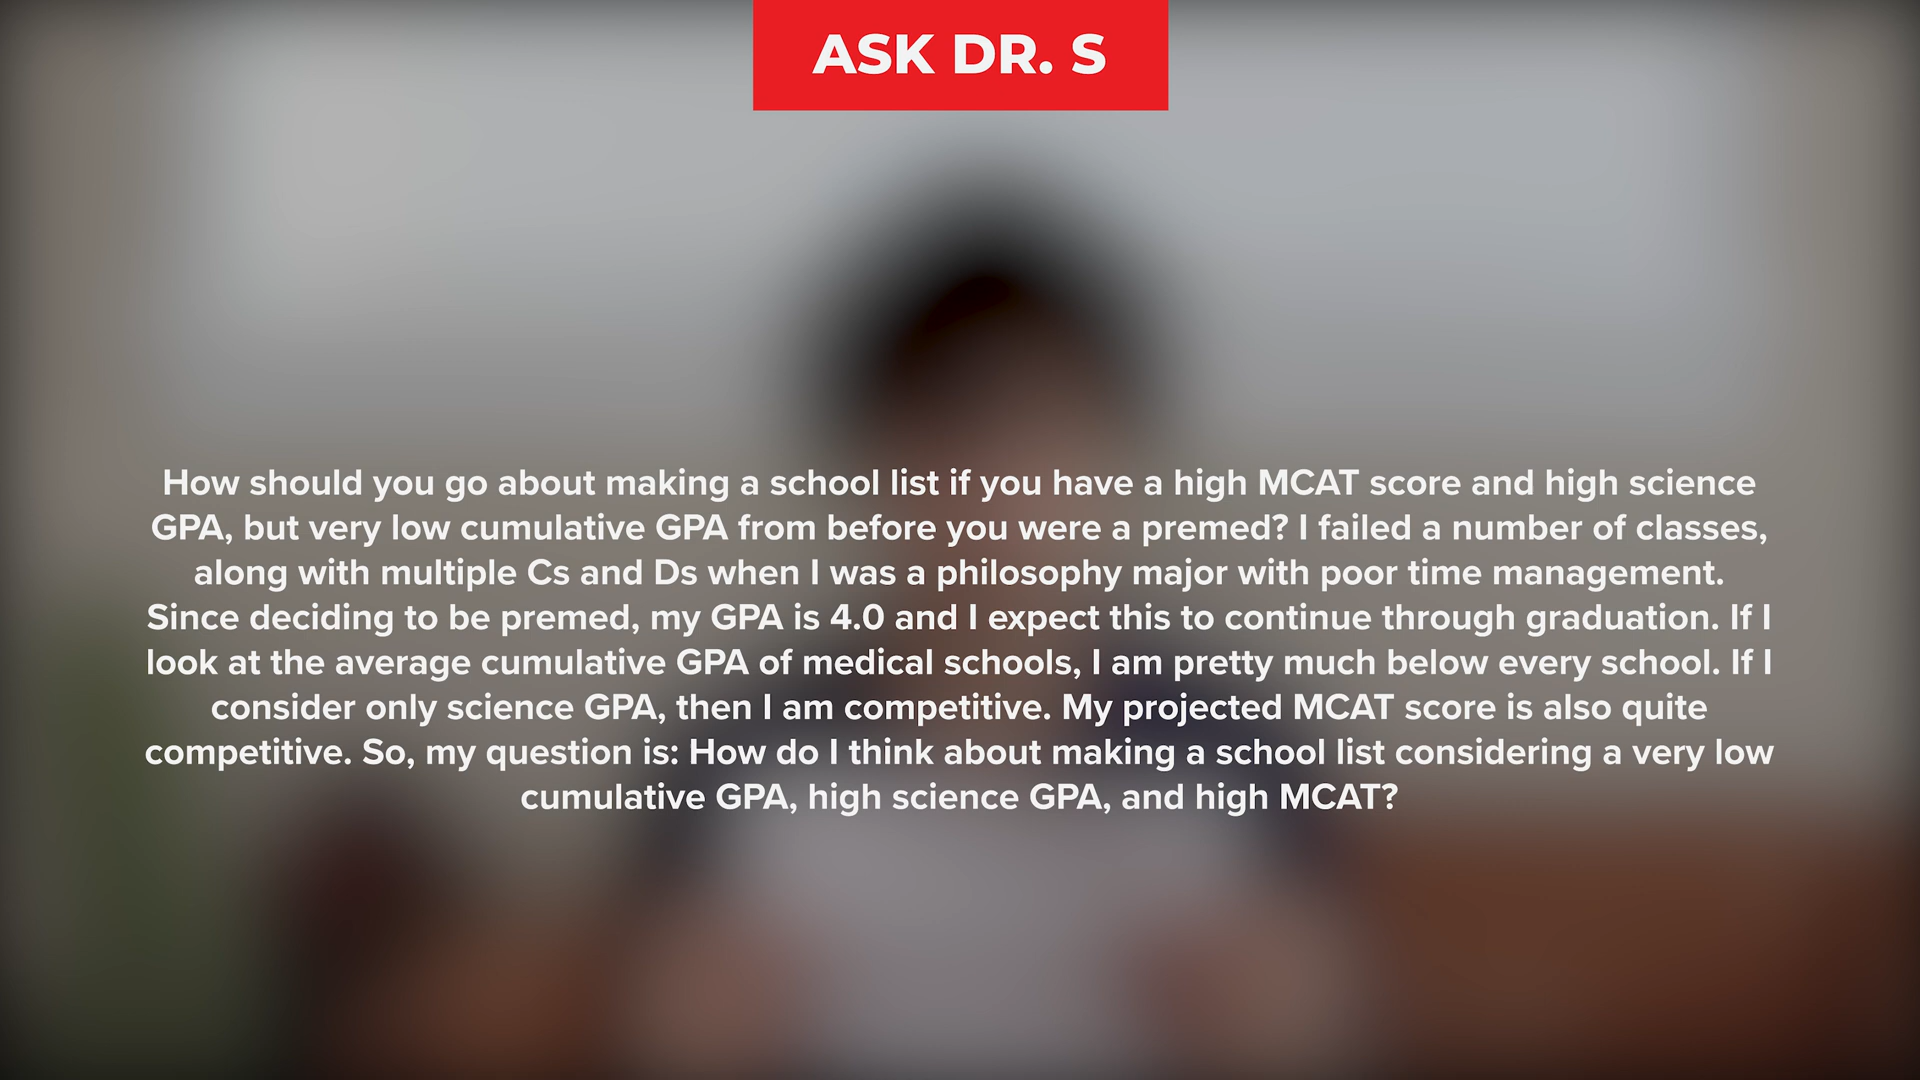 ASK DR. S
How should you go about making a school list if you have a high MCAT score and high science
GPA, but very low cumulative GPA from before you were a premed? I failed a number of classes,
along with multiple Cs and Ds when I was a philosophy major with poor time management.
Since deciding to be premed, my GPA is 4.0 and I expect this to continue through graduation. If I
look at the average cumulative GPA of medical schools, I am pretty much below every school. If I
consider only science GPA, then I am competitive. My projected MCAT score is also quite
competitive. So, my question is: How do I think about making a school list considering a very low
cumulative GPA, high science GPA, and high MCAT?